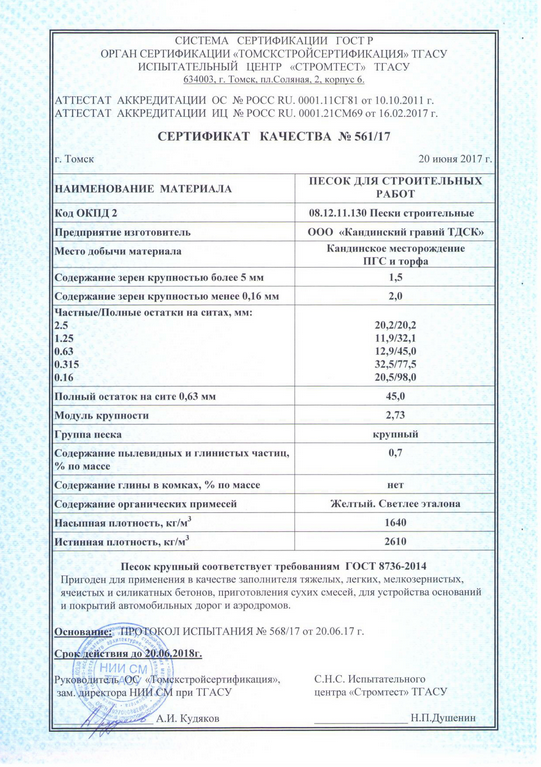 СИСТЕМА СЕРТИФИКАЦИИ ГОСТ Р
ОРГАН СЕРТИФИКАЦИИ «ТОМСКСТРОЙСЕРТИФИКАЦИЯ» ТГАСУ
ИСПЫТАТЕЛЬНЫЙ ЦЕНТР «СТРОМТЕСТ» ТГАСУ
634003, г. Томск, пл.Соляная, 2, корпус 6.
АТТЕСТАТ АККРЕДИТАЦИИ ОС № РОСС RU. 0001.11СГ81 от 10.10.2011 г.
АТТЕСТАТ АККРЕДИТАЦИИ ИЦ № РОСС RU. 0001.21СМ69 от 16.02.2017 г.
СЕРТИФИКАТ КАЧЕСТВА № 561/17
г. Томск 20 июня 2017 г.
НАИМЕНОВАНИЕ МАТЕРИАЛА ПЕСОК ДЛЯ СТРОИТЕЛЬНЫХ
РАБОТ
Код ОКПД 2 08.12.11.130 Пески строительные
Предприятие изготовитель ООО «Кандинский гравий ТДСК»
Место добычи материала Кандинское месторождение
ПГС и торфа
Содержание зерен крупностью более 5 мм 1,5
Содержание зерен крупностью менее 0,16 мм 2,0
Частные/Полные остатки на ситах, мм:
2.5 20,2/20,2
1.25 11,9/32,1
0.63 12,9/45,0
0.315 32,5/77,5
0.16 20,5/98,0
Полный остаток на сите 0,63 мм 45,0
Модуль крупности 2,73
Группа песка крупный
Содержание пылевидных и глинистых частиц, 0,7
% по массе
Содержание глины в комках, % по массе нет
Содержание органических примесей Желтый. Светлее эталона
Насыпная плотность, кг/м3 1640
Истинная плотность, кг/м3 2610
Песок крупный соответствует требованиям ГОСТ 8736-2014
Пригоден для применения в качестве заполнителя тяжелых, легких, мелкозернистых,
ячеистых и силикатных бетонов, приготовления сухих смесей, для устройства оснований
и покрытий автомобильных дорог и аэродромов.
Основание: ПРОТОКОЛ ИСПЫТАНИЯ № 568/17 от 20.06.17 г.
Срок действия до 20.06.2018г.
НИИ СМ
ТГАСУ
Руководитель ОС «Томскстройсертификация», С.Н.С. Испытательного
зам. директора НИИ СМ при ТГАСУ центра «Стромтест» ТГАСУ
А.И. Кудяков Н.П.Душенин